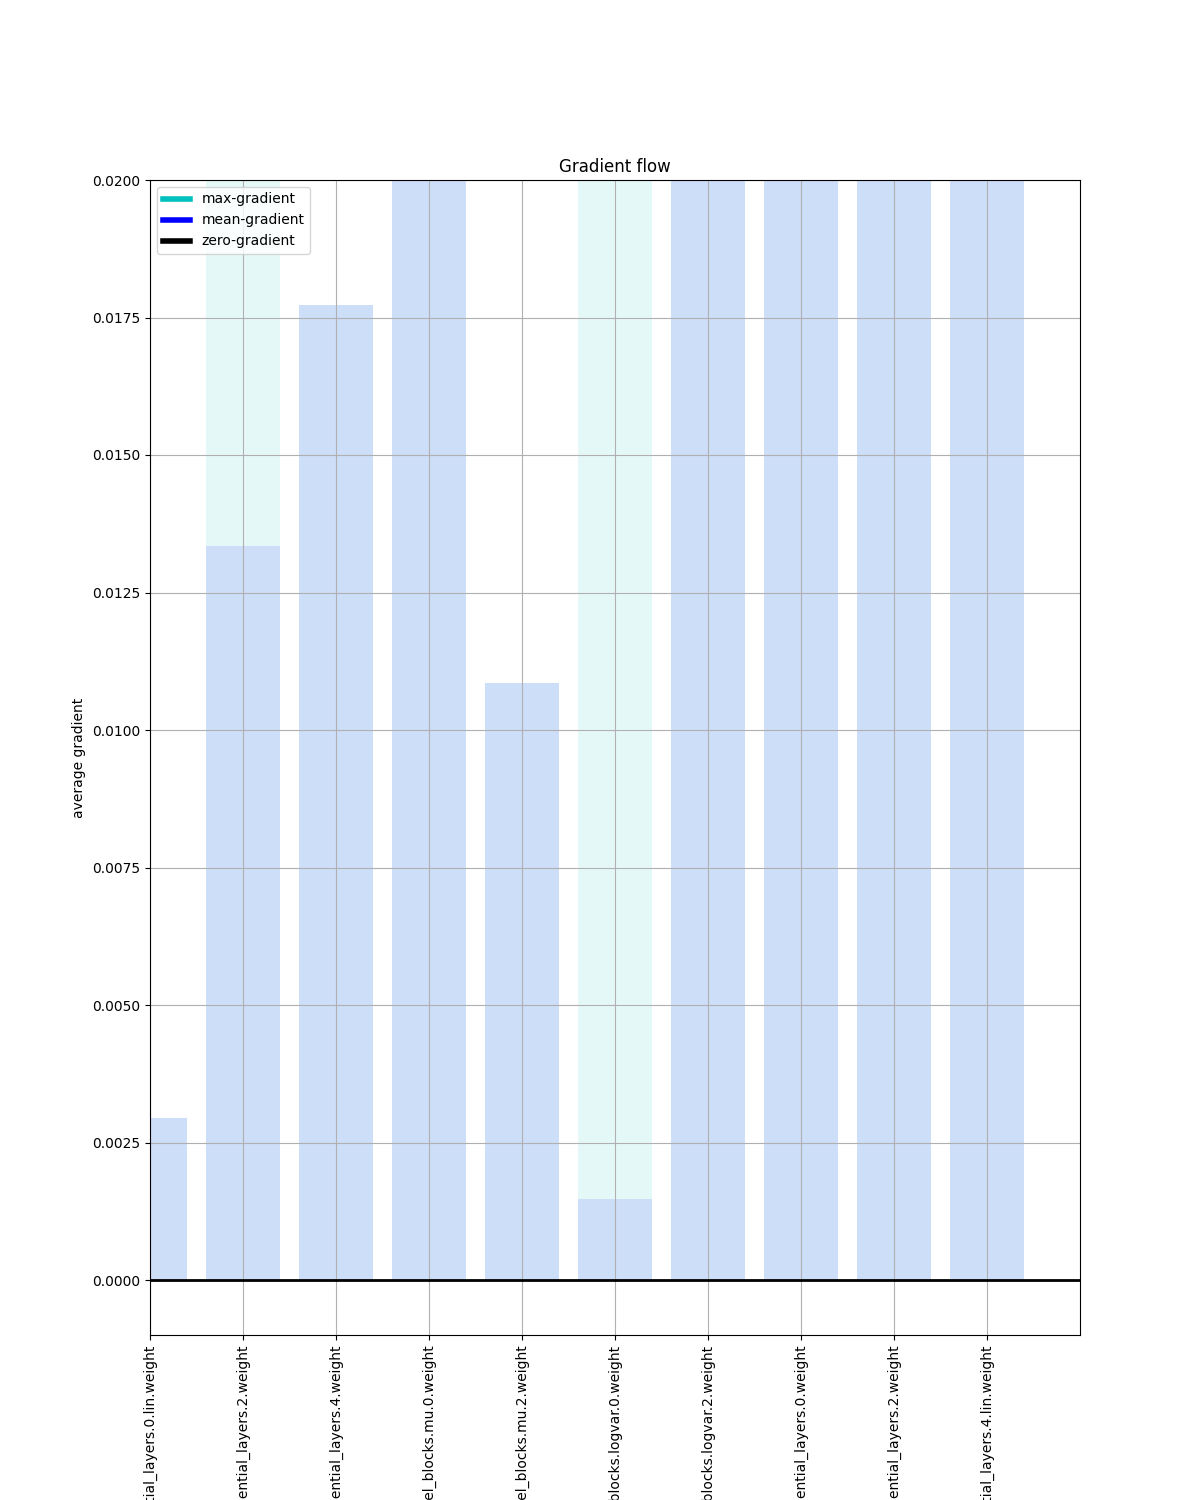 Gradient flow
max-gradient
mean-gradient
zero-gradient
0.0200
0.0175
0.0150
0.0125
0.0100
0.0075
0.0050
0.0025
0.0000
average gradient
tial_layers.0.lin.weight
ential_layers.2.weight
ential_layers.4.weight
el_blocks.mu.0.weight
el_blocks.mu.2.weight
blocks.logvar.0.weight
blocks.logvar.2.weight
ential_layers.0.weight
ential_layers.2.weight
tial_layers.4.lin.weight